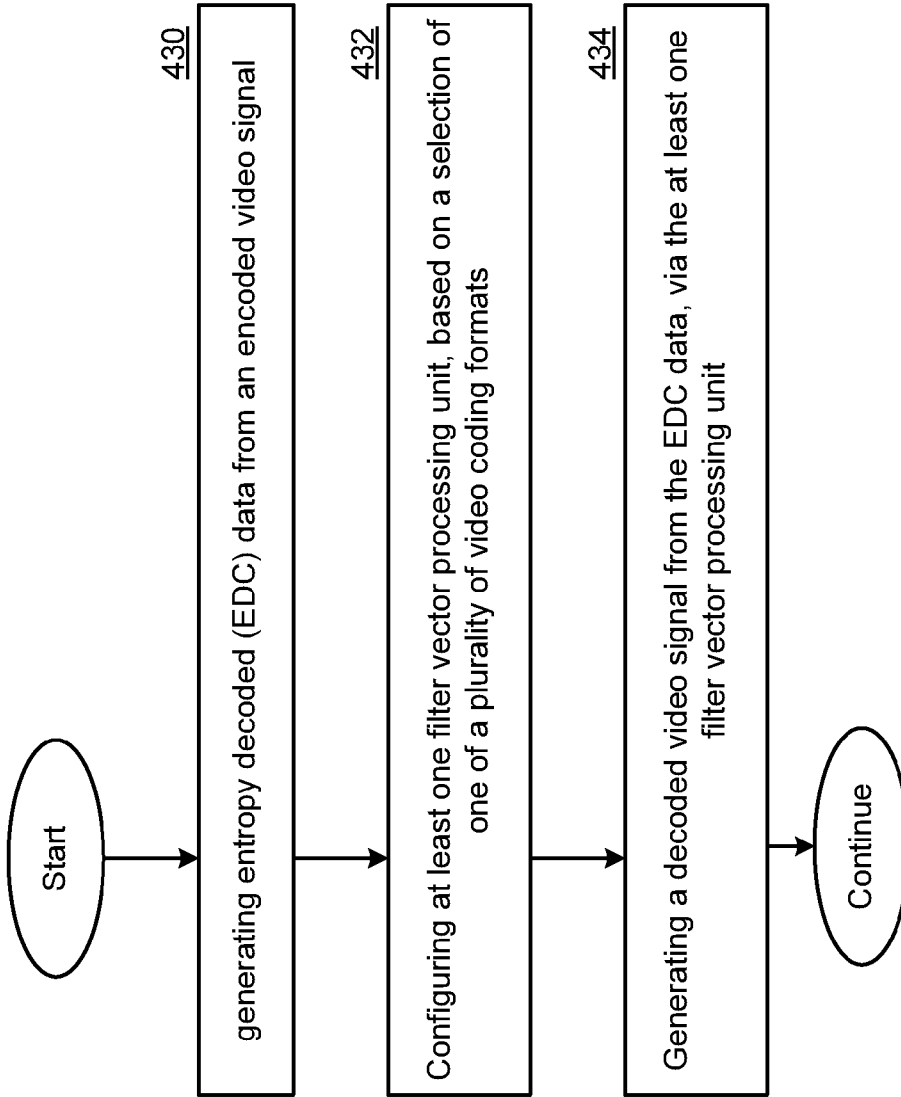 Start
430
generating entropy decoded (EDC) data from an encoded video signal
432
Configuring at least one filter vector processing unit, based on a selection of
one of a plurality of video coding formats
434
Generating a decoded video signal from the EDC data, via the at least one
filter vector processing unit
Continue